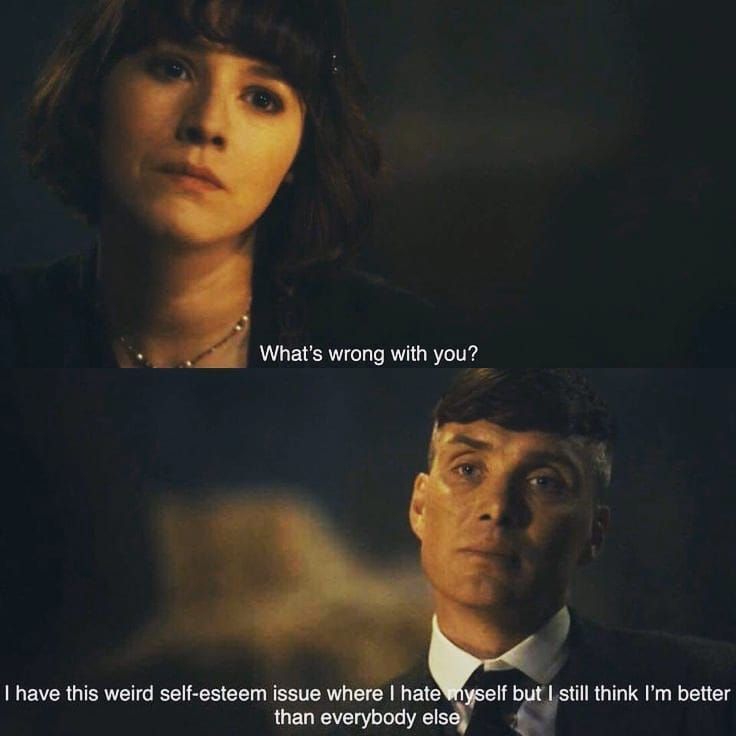 What's wrong with you?
I have this weird self-esteem issue where I hate myself but I still think I'm better
than everybody else